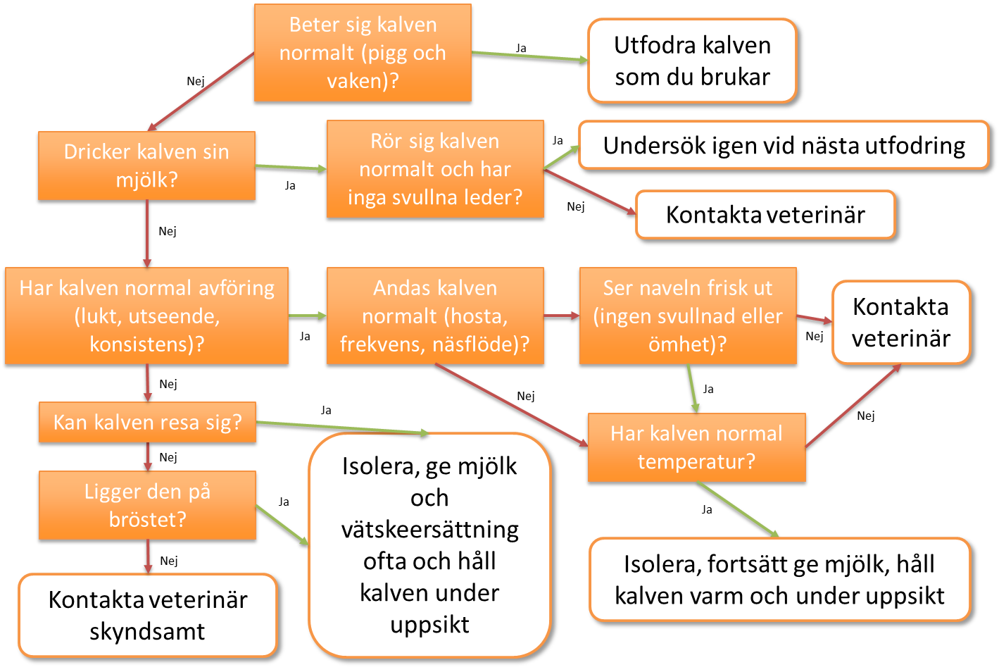 Beter sig kalven
normalt (pigg och
vaken)?
Ja
Utfodra kalven
som du brukar
Nej
Dricker kalven sin
mjölk?
Ja
Rör sig kalven
normalt och har
inga svullna leder?
Ja
Undersök igen vid nästa utfodring
Nej
Kontakta veterinär
Nej
Har kalven normal avföring
(lukt, utseende,
konsistens)?
Ja
Andas kalven
normalt (hosta,
frekvens, näsflöde)?
Ser naveln frisk ut
(ingen svullnad eller
ömhet)?
Nej
Kontakta
veterinär
Nej
Nej
Ja
Nej
Kan kalven resa sig?
Ja
Har kalven normal
temperatur?
Nej
Ligger den på
bröstet?
Ja
Isolera, ge mjölk
och
vätskeersättning
ofta och håll
kalven under
uppsikt
Ja
Isolera, fortsätt ge mjölk, håll
kalven varm och under uppsikt
Nej
Kontakta veterinär
skyndsamt